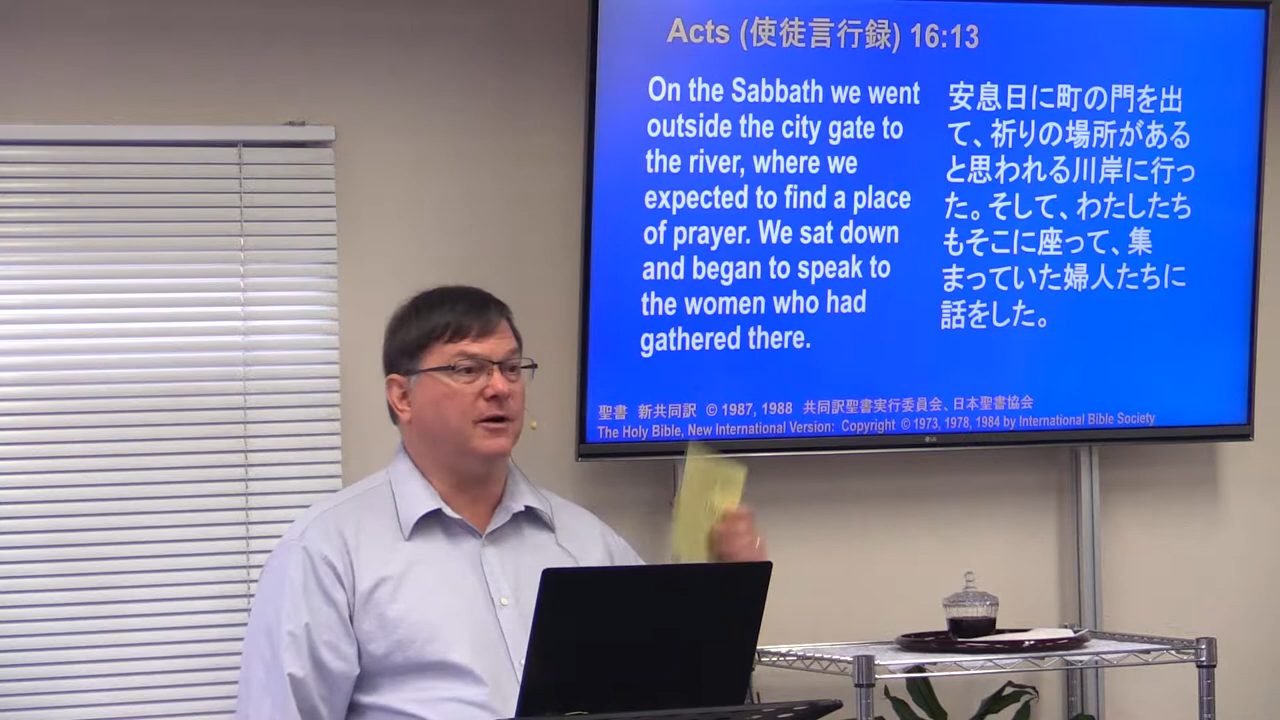 Acts (使徒言行録) 16:13
On the Sabbath we went
outside the city gate to
the river, where we
expected to find a place
of prayer. We sat down
and began to speak to
the women who had
gathered there.
安息日に町の門を出
て、祈りの場所がある
と思われる川岸に行っ
た。そして、わたしたち
もそこに座って、集
まっていた婦人たちに
話をした。
聖書 新共同訳 © 1987, 1988 共同訳聖書実行委員会、日本聖書協会
The Holy Bible, New International Version: Copyright © 1973, 1978, 1984 by International Bible Society
LG